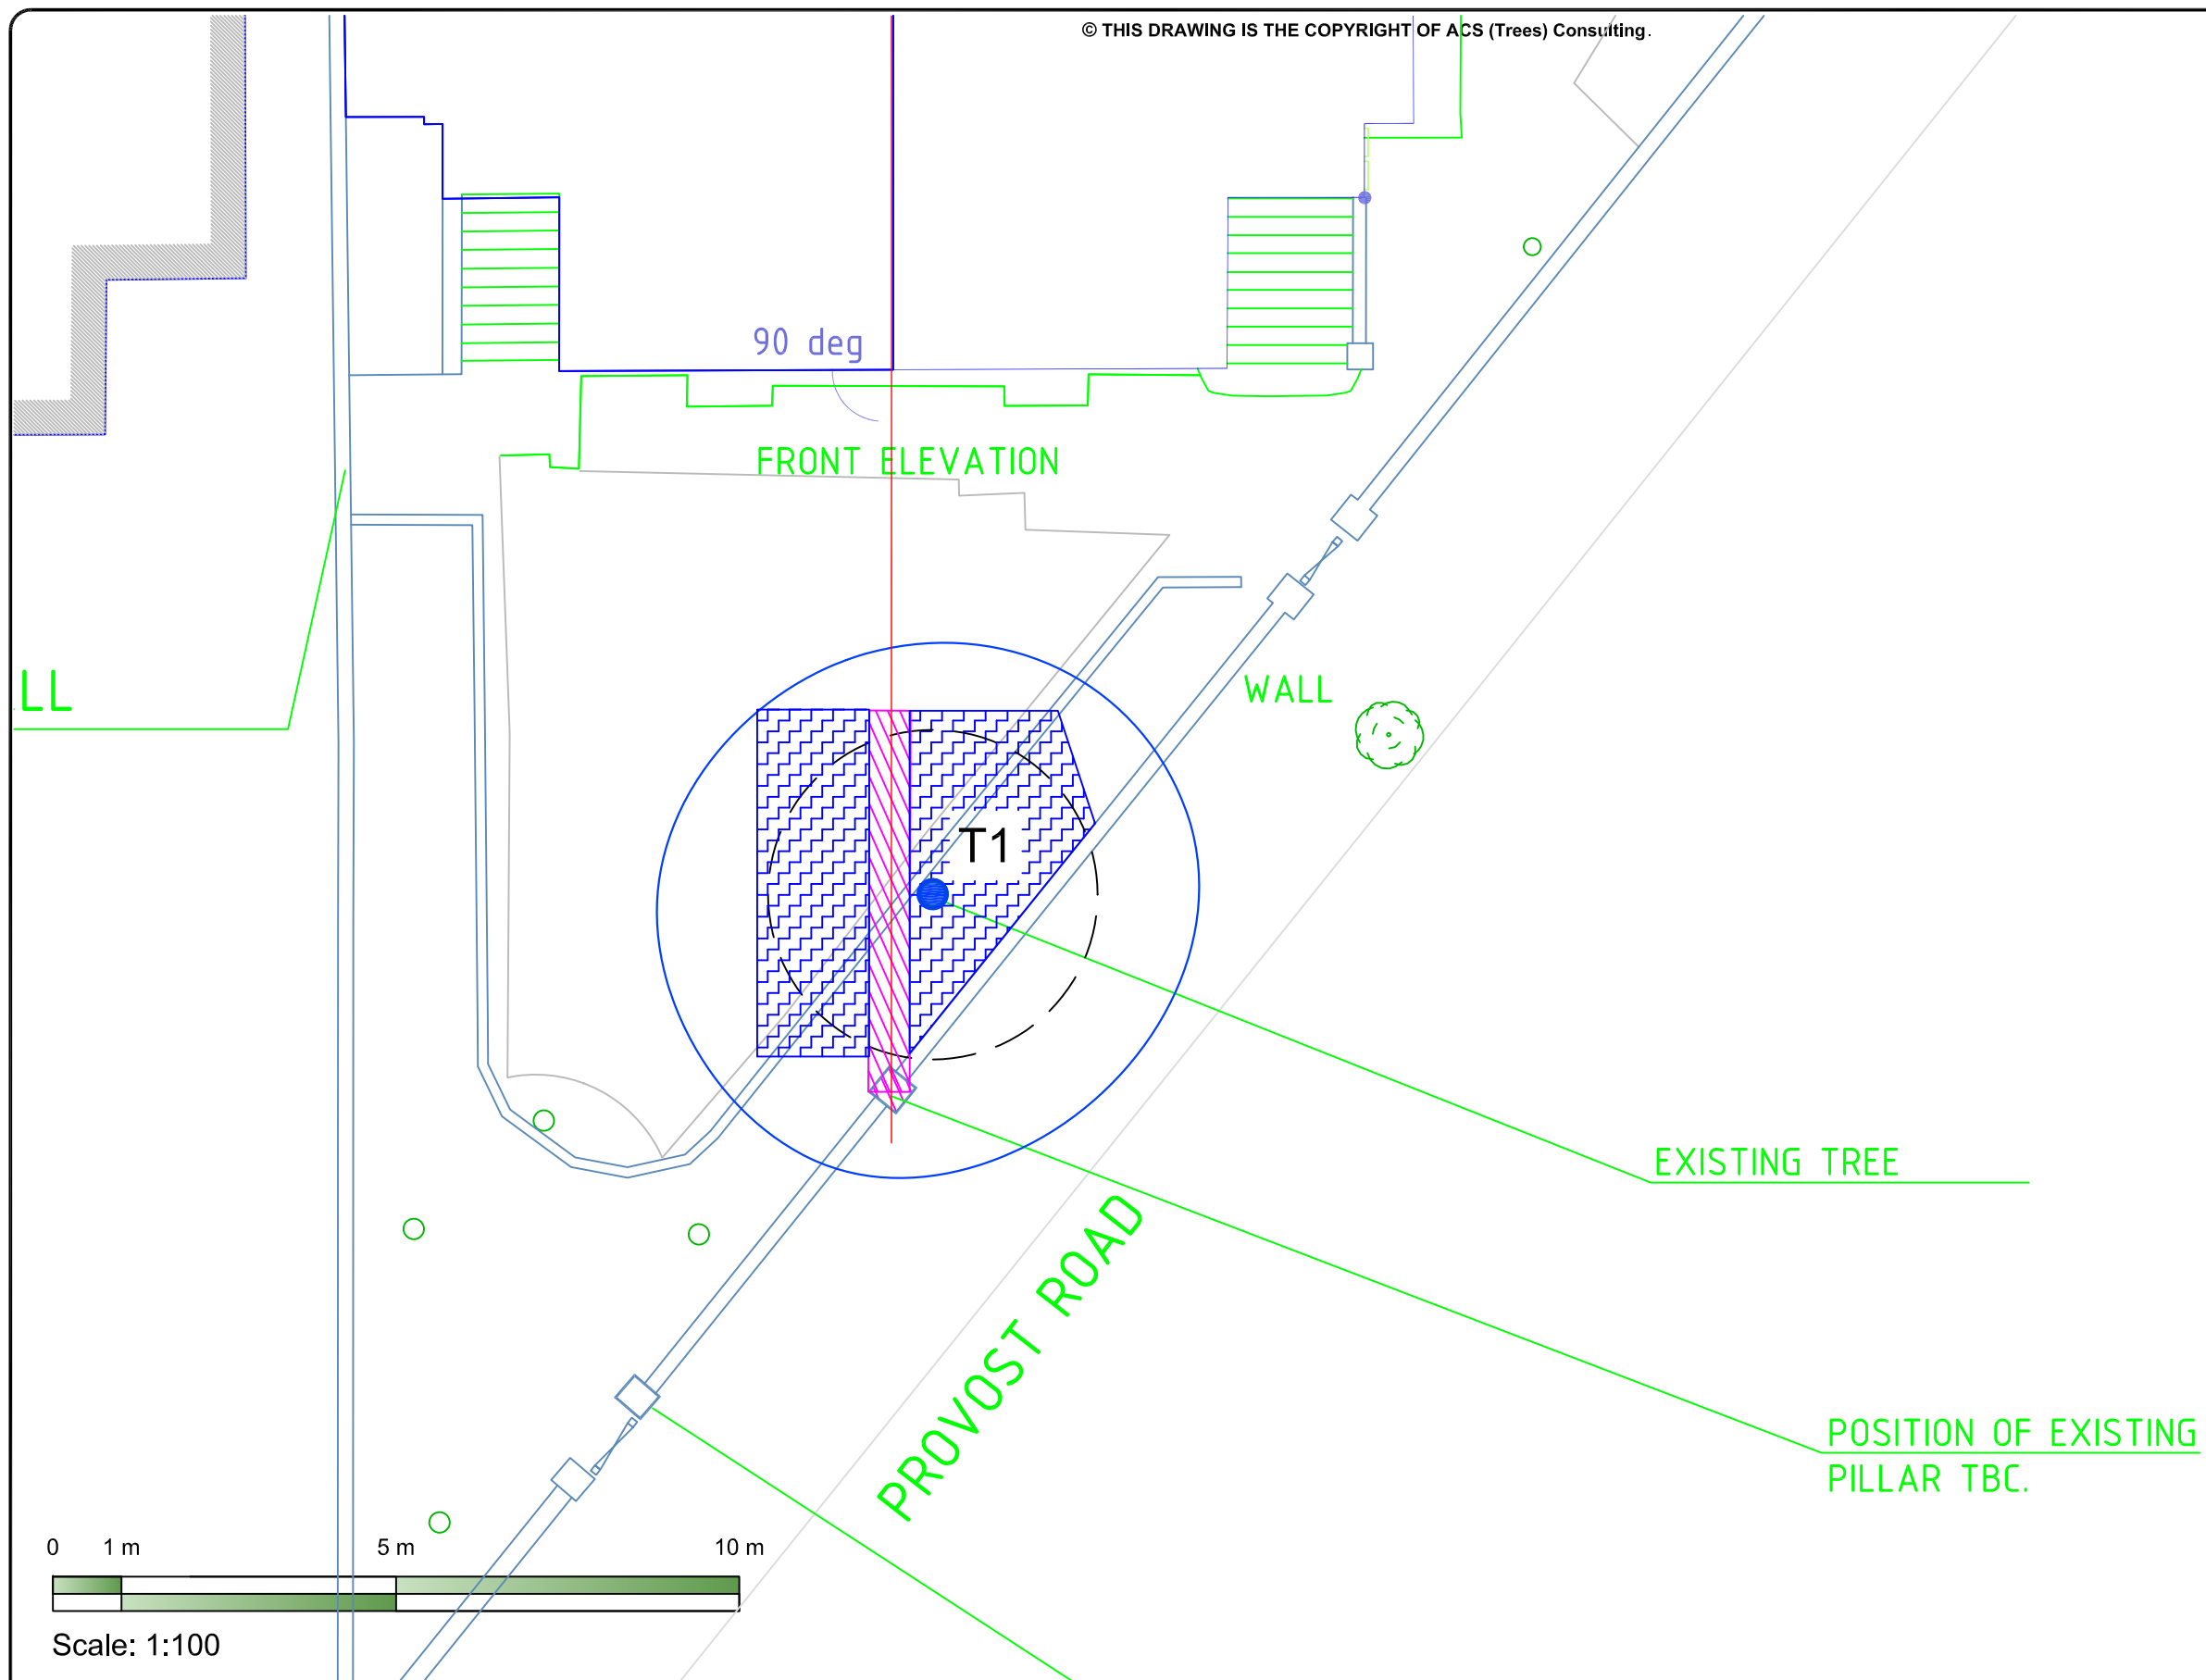 © THIS DRAWING IS THE COPYRIGHT OF ACS (Trees) Consulting.
90 deg
FRONT ELEVATION
LL
WALL
T1
EXISTING TREE
PROVOST ROAD
POSITION OF EXISTING
PILLAR TBC.
0 1 m 5 m 10 m
Scale: 1:100